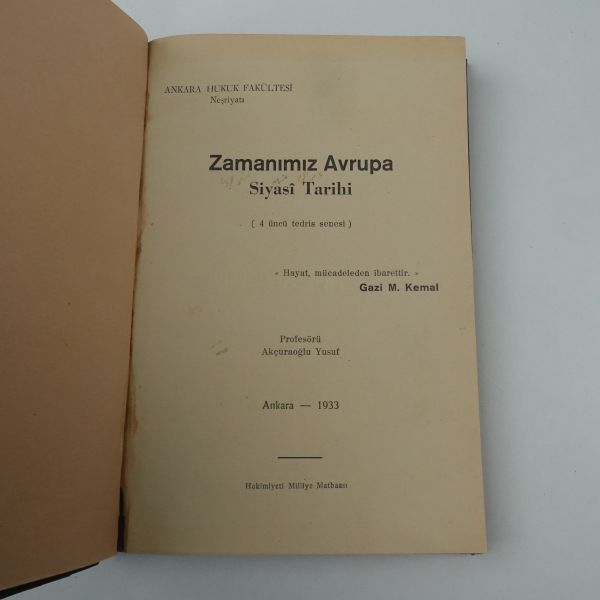 ANKARA HUKUK FAKÜLTESİ
Neşriyatı
Zamanımız Avrupa
Siyasî Tarihi
( 4 üncü tedris senesi )
« Hayat, mücadeleden ibarettir. »
Gazi M. Kemal
Profesörü
Akçuraoğlu Yusuf
Ankara — 1933
Hakimiyeti Milliye Matbaası